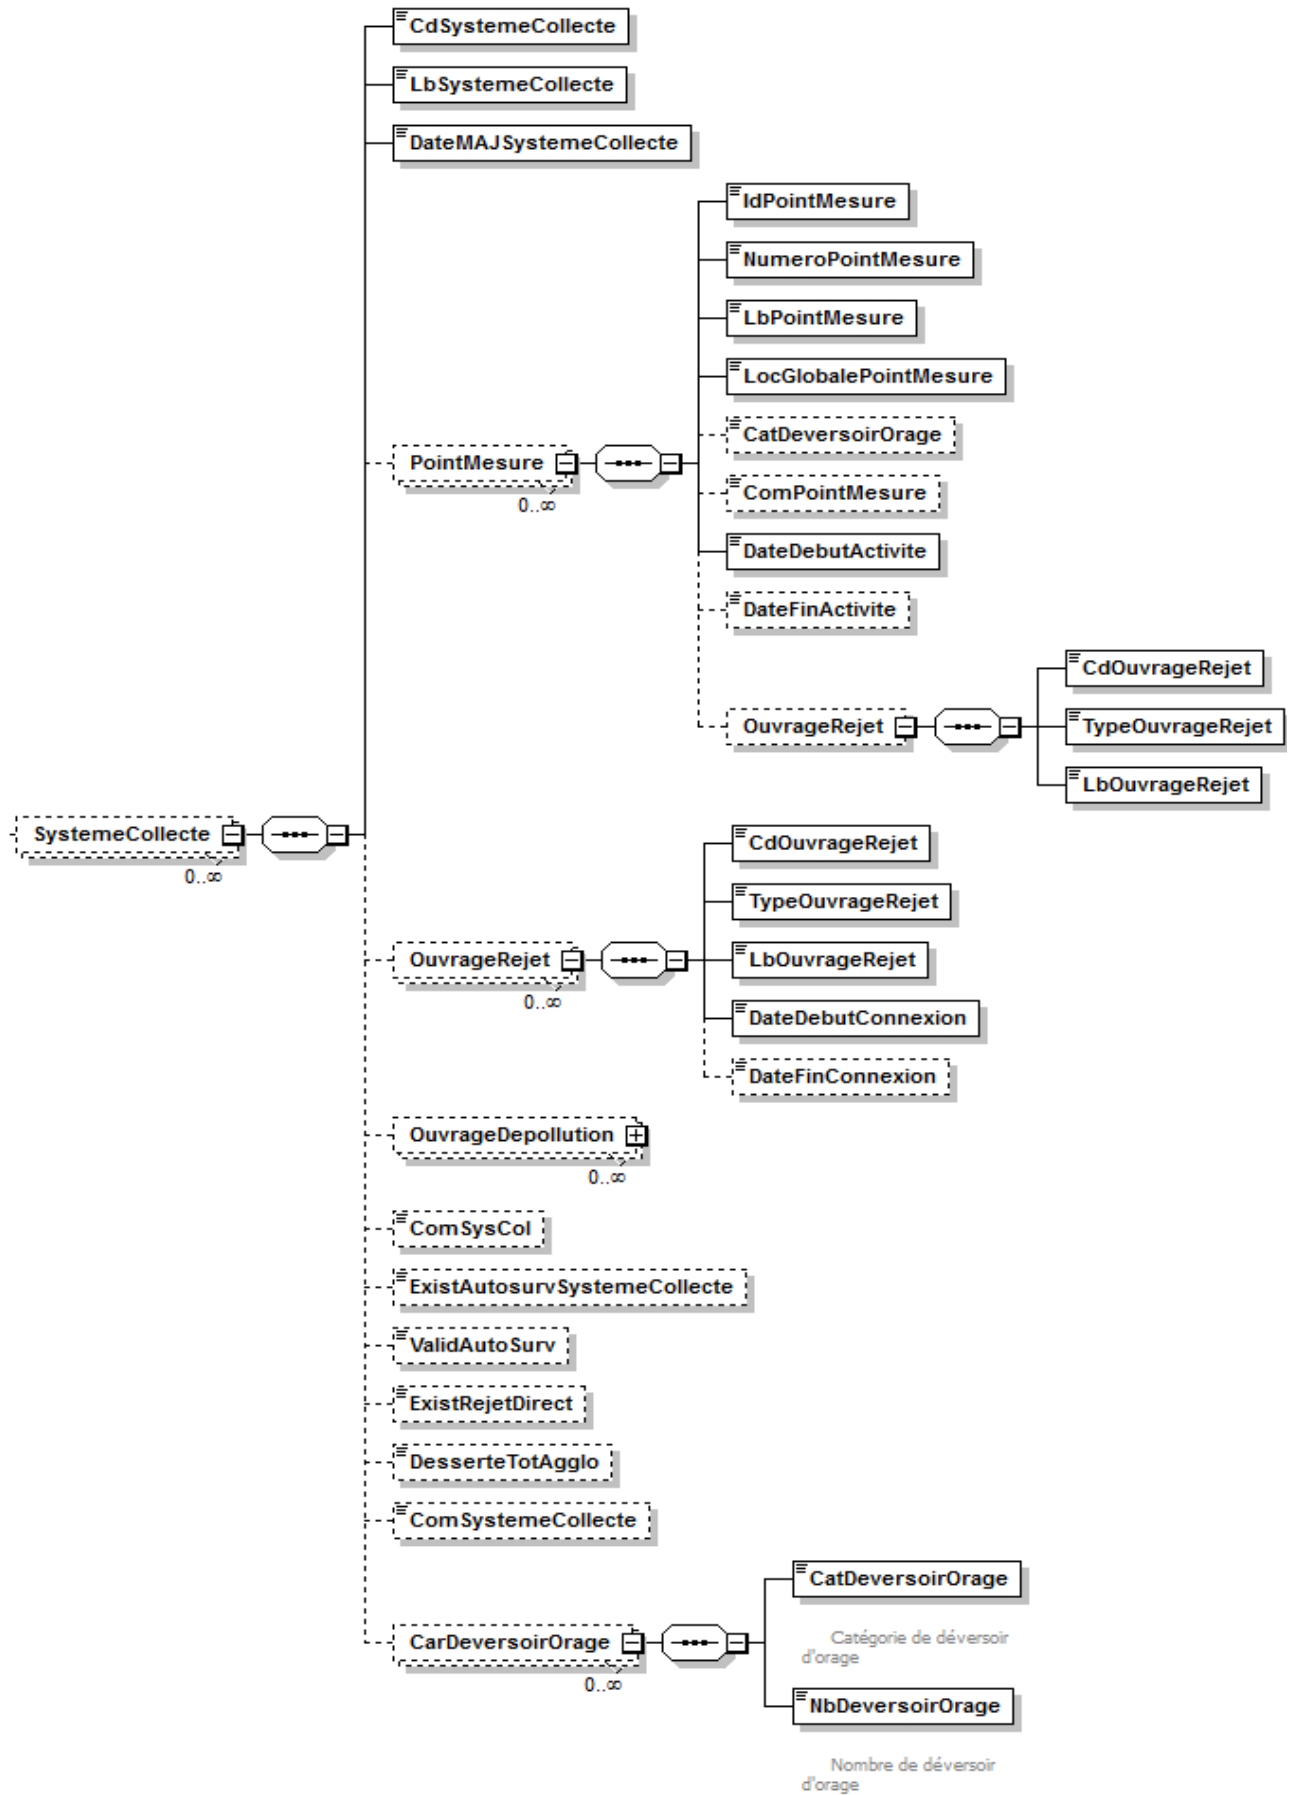 CdSystemeCollecte
LbSystemeCollecte
DateMAJSystemeCollecte
IdPointMesure
NumeroPointMesure
LbPointMesure
LocGlobalePointMesure
CatDeversoirOrage
PointMesure
0..∞
ComPointMesure
DateDebutActivite
DateFinActivite
CdOuvrageRejet
OuvrageRejet
TypeOuvrageRejet
LbOuvrageRejet
SystemeCollecte
0..∞
CdOuvrageRejet
TypeOuvrageRejet
OuvrageRejet
0..∞
LbOuvrageRejet
DateDebutConnexion
DateFinConnexion
OuvrageDepollution
0..∞
ComSysCol
ExistAutosurvSystemeCollecte
ValidAutoSurv
ExistRejetDirect
DesserteTotAgglo
ComSystemeCollecte
CatDeversoirOrage
Catégorie de déversoir
d'orage
CarDeversoirOrage
0..∞
NbDeversoirOrage
Nombre de déversoir
d'orage